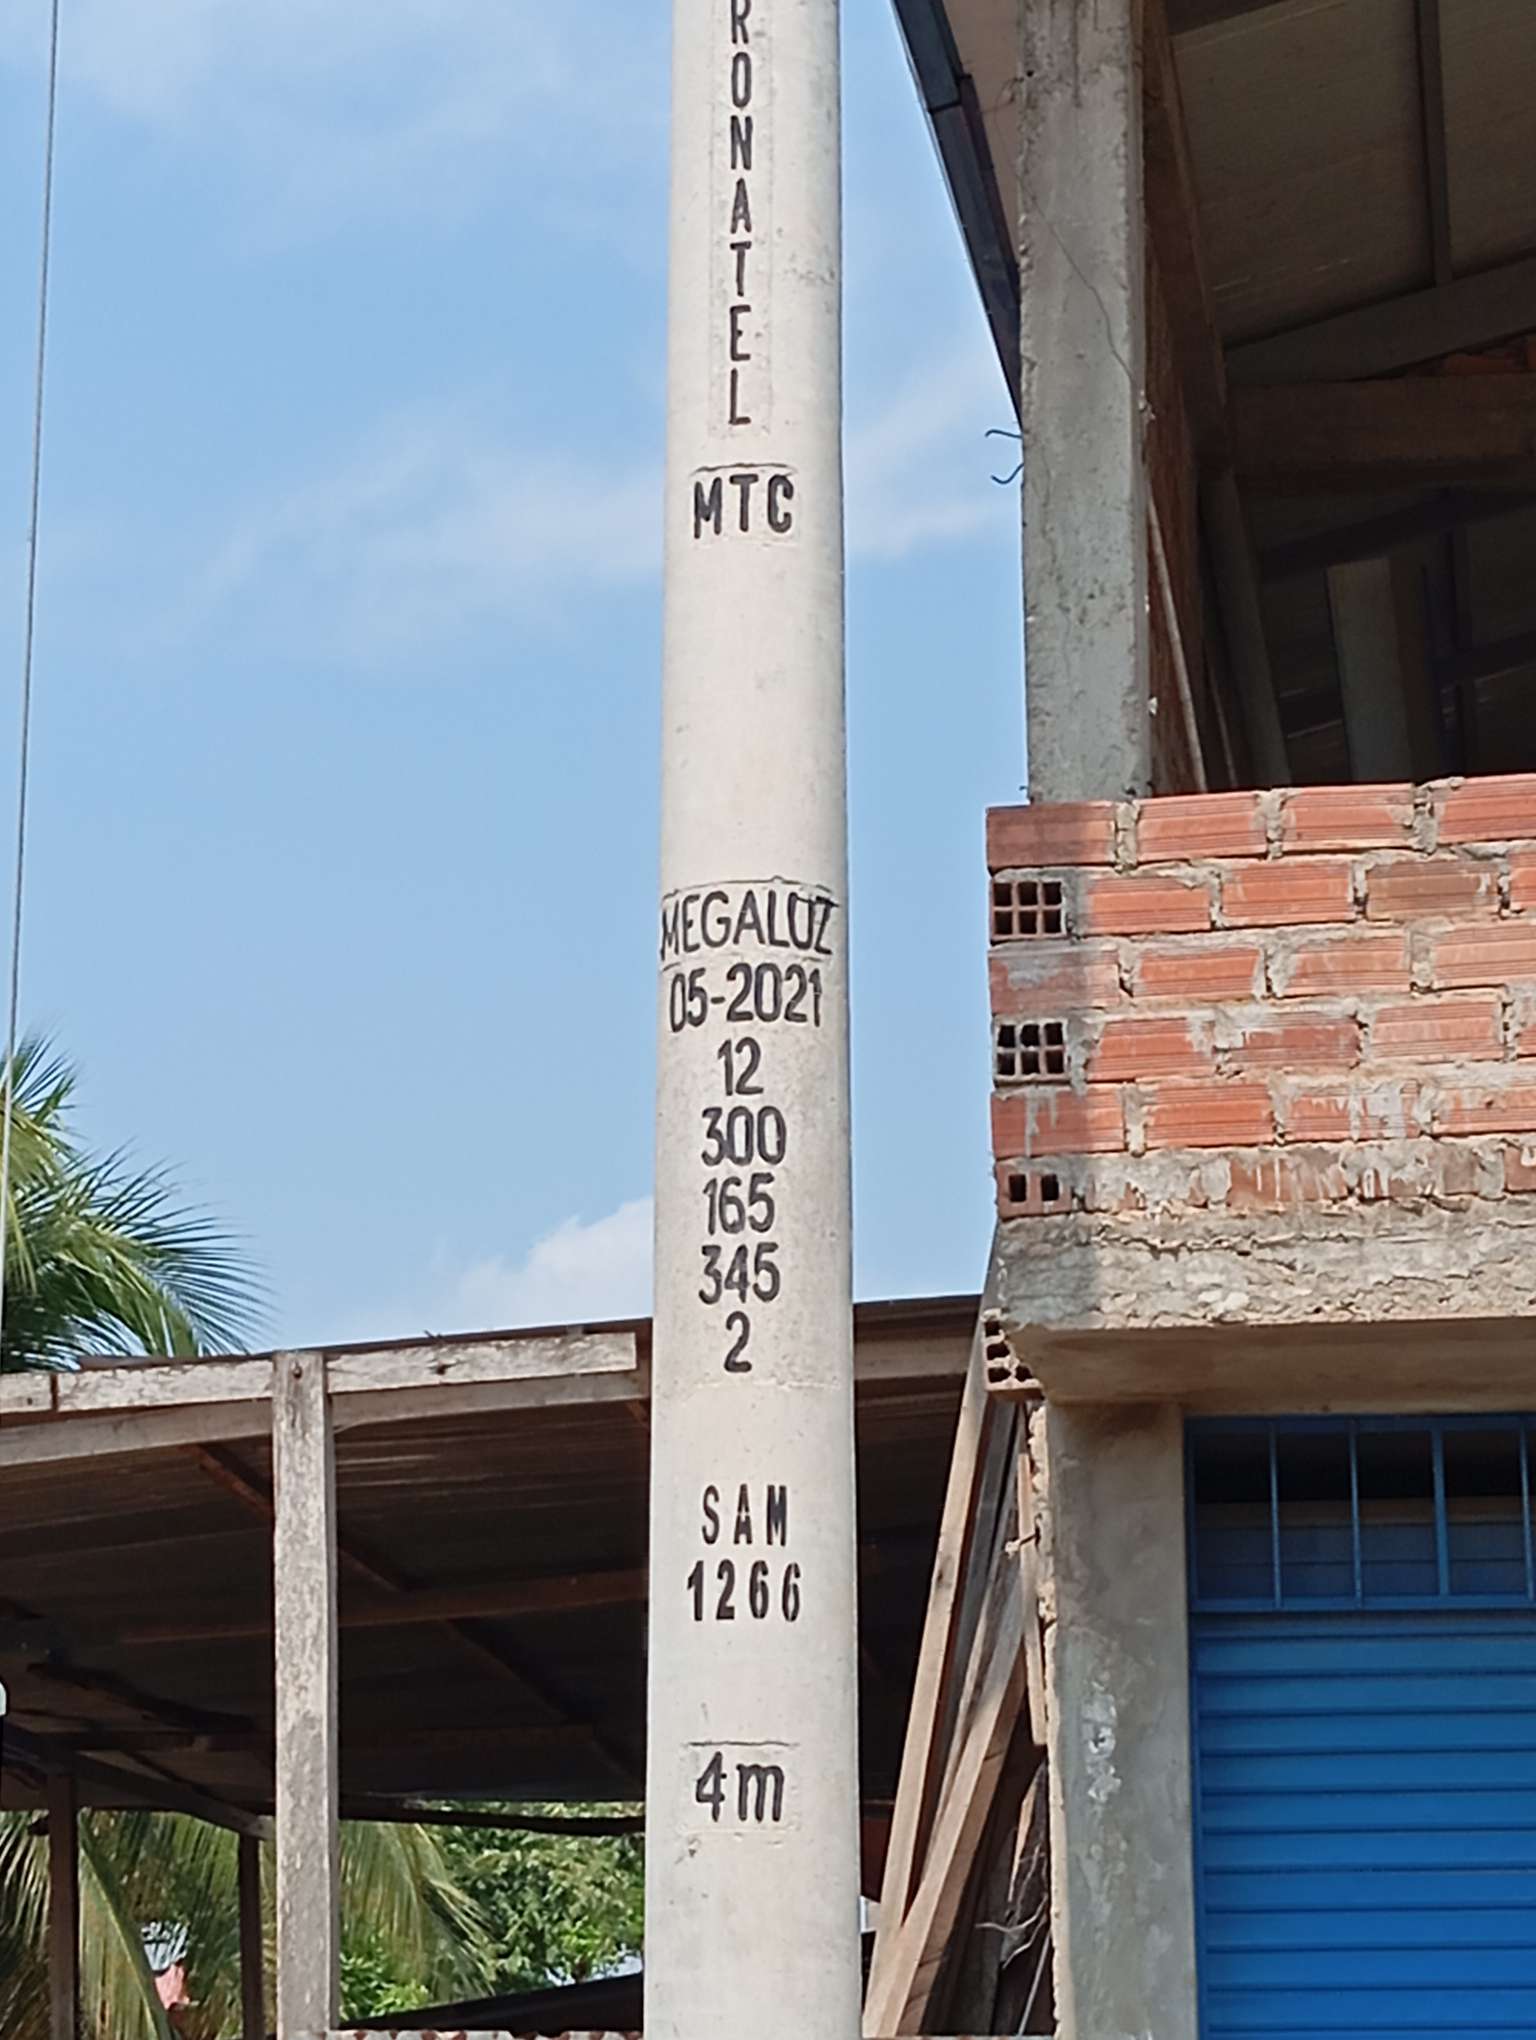 RONATEL
MTC
MEGALUZ
05-2021
12
300
165
345
2
SAM
1266
4m